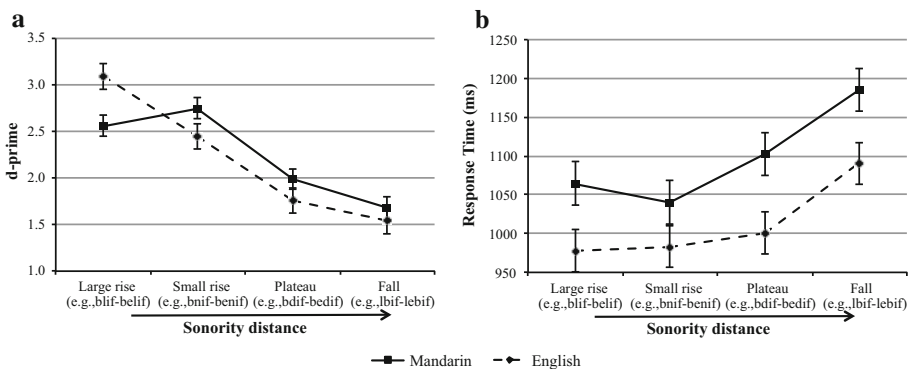 a
3.5
3.0
2.5
2.0
1.5
1.0
d-prime
Large rise Small rise Plateau Fall
(e.g.,blif-belif) (e.g.,bnif-benif) (e.g.,bdif-bedif) (e.g.,lbif-lebif)
Sonority distance
b
1250
1200
1150
1100
1050
1000
950
Response Time (ms)
Large rise Small rise Plateau Fall
(e.g.,blif-belif) (e.g.,bnif-benif) (e.g.,bdif-bedif) (e.g.,lbif-lebif)
Sonority distance
Mandarin English